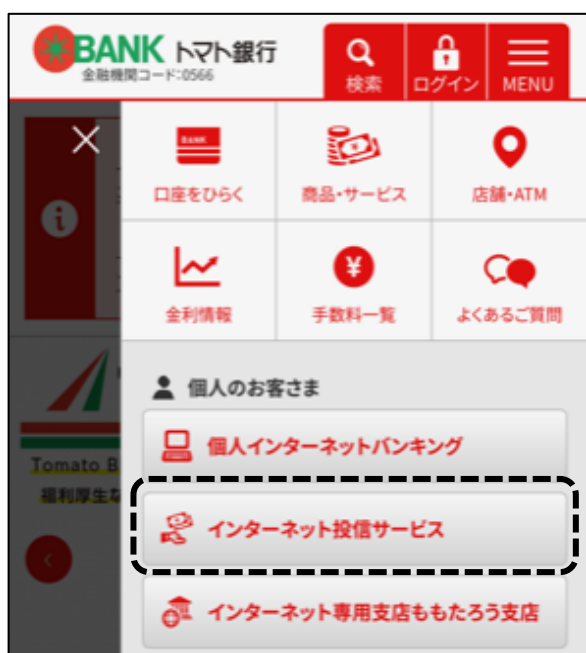 BANK トマト銀行
金融機関コード:0566
検索
ログイン
MENU
BANK
口座をひらく
商品・サービス
店舗・ATM
金利情報
手数料一覧
よくあるご質問
個人のお客さま
個人インターネットバンキング
Tomato B
福利厚生な
インターネット投信サービス
インターネット専用支店ももたろう支店